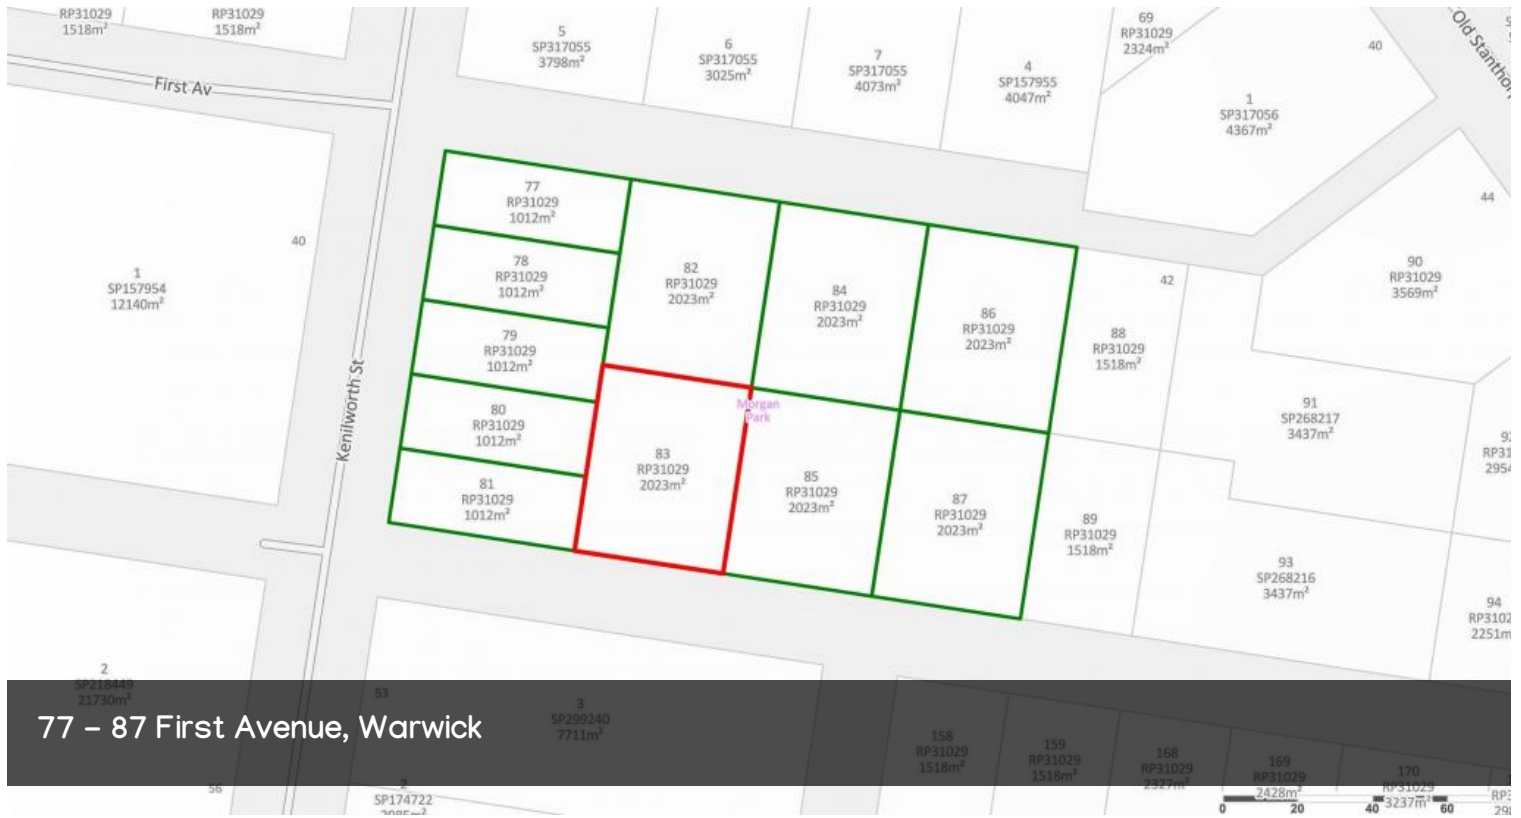 RP31029
1518m²
RP31029
1518m²
First Av
5
SP317055
3798m²
6
SP317055
3025m²
7
SP317055
4073m²
4
SP157955
4047m²
69
RP31029
2324m²
40
1
SP317056
4367m²
44
90
RP31029
3569m²
1
SP157954
12140m²
40
Kenilworth St
77
RP31029
1012m²
78
RP31029
1012m²
79
RP31029
1012m²
80
RP31029
1012m²
81
RP31029
1012m²
82
RP31029
2023m²
84
RP31029
2023m²
86
RP31029
2023m²
42
88
RP31029
1518m²
91
SP268217
3437m²
Morgan
Park
83
RP31029
2023m²
85
RP31029
2023m²
87
RP31029
2023m²
89
RP31029
1518m²
93
SP268216
3437m²
94
2
SP218449
21730m²
53
3
SP299240
7711m²
77 – 87 First Avenue, Warwick
158
RP31029
1518m²
159
RP31029
1518m²
168
RP31029
2327m²
169
RP31029
2428m²
170
RP31029
3237m²
56
SP174722
0 20 40 60